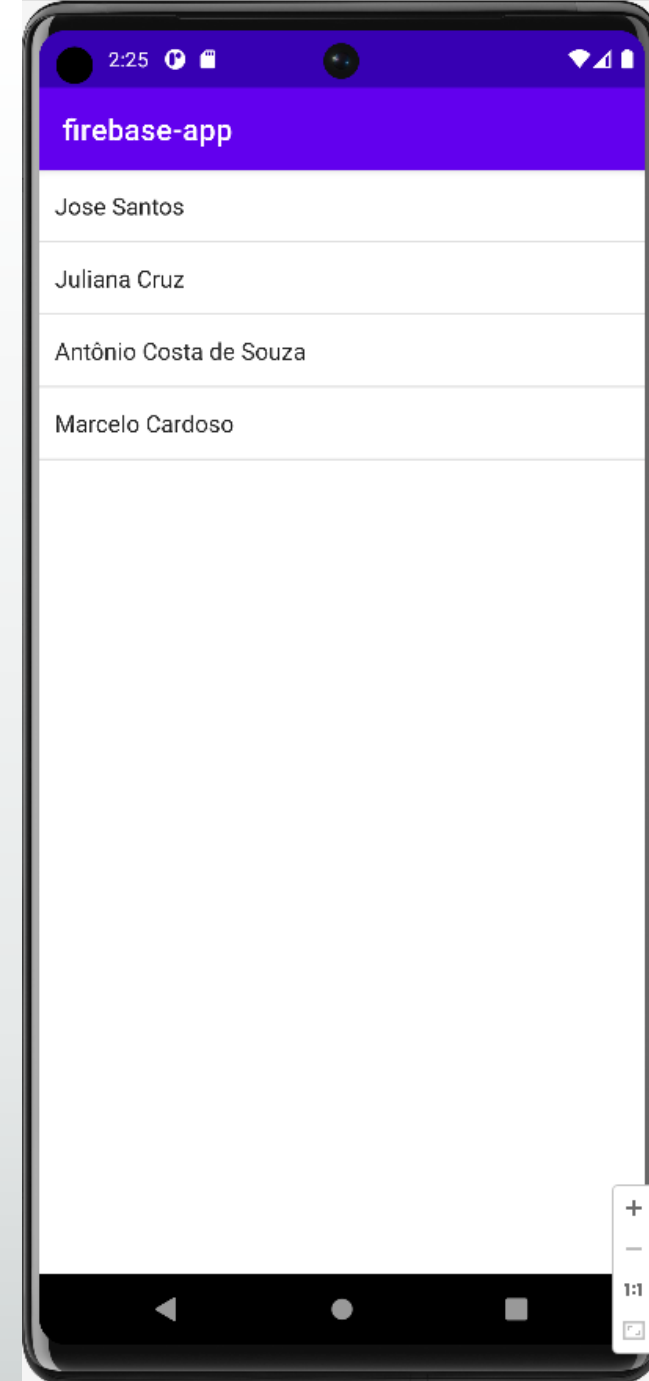 2:25
firebase-app
Jose Santos
Juliana Cruz
Antônio Costa de Souza
Marcelo Cardoso
1:1